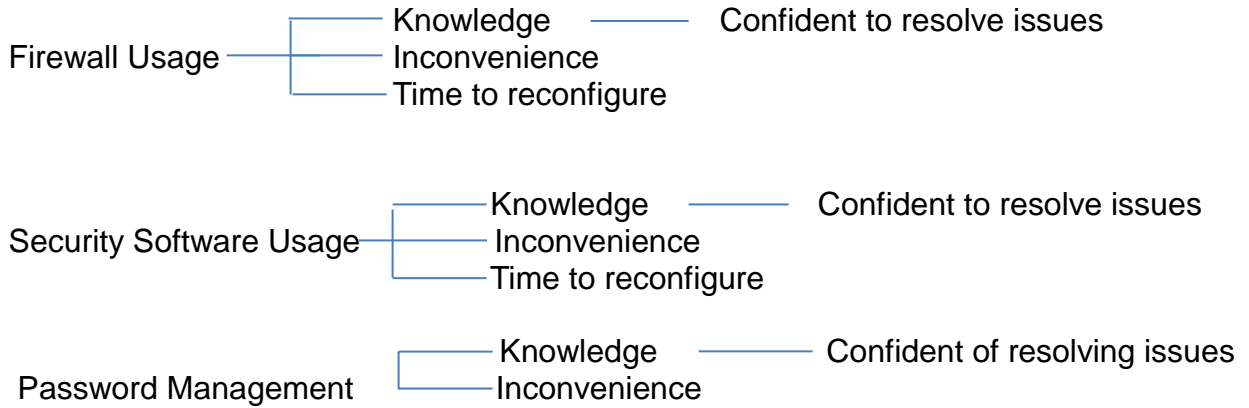 Knowledge Confident to resolve issues
Firewall Usage Inconvenience
Time to reconfigure
Knowledge Confident to resolve issues
Security Software Usage Inconvenience
Time to reconfigure
Knowledge Confident of resolving issues
Password Management Inconvenience